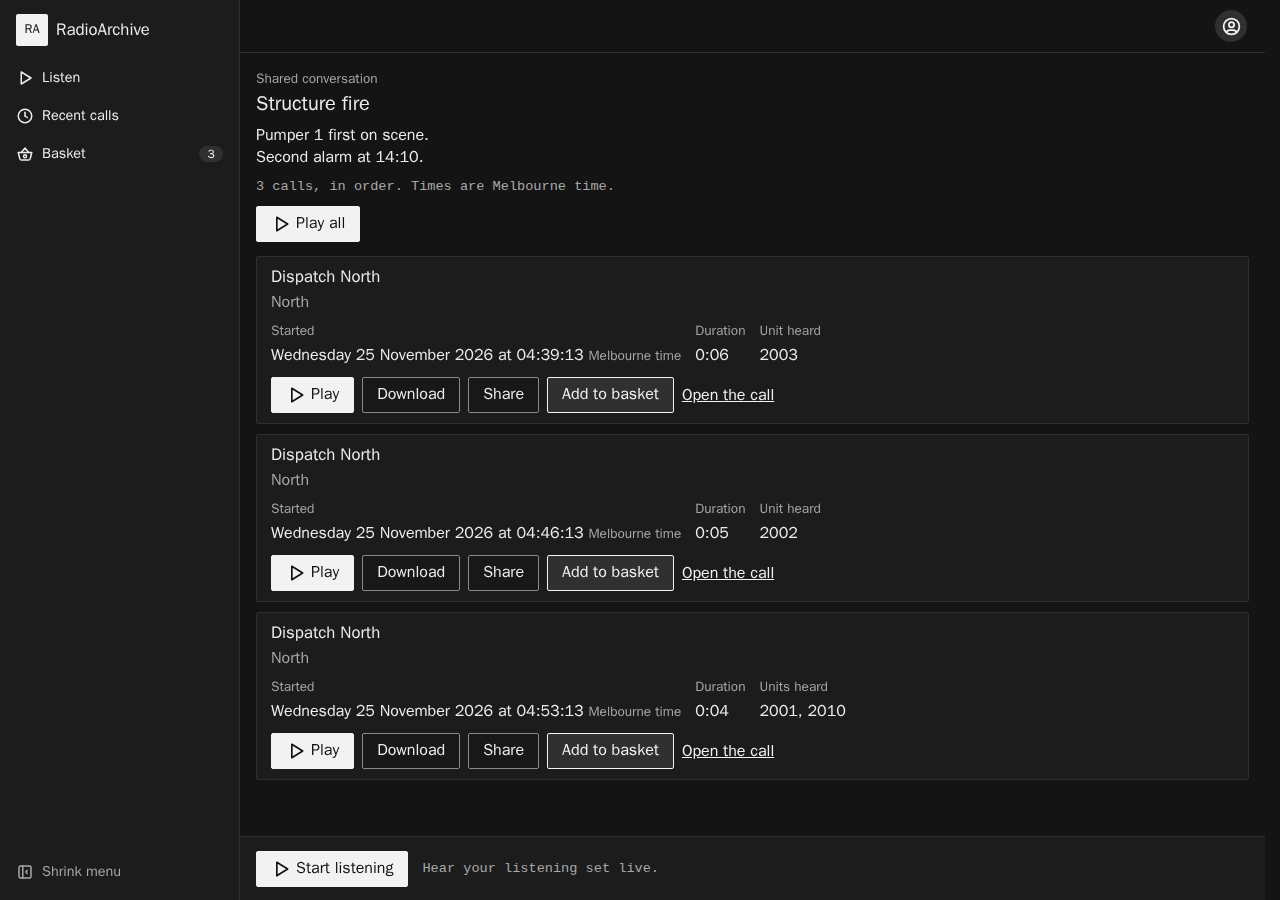 RA RadioArchive
Listen
Recent calls
Basket 3
Shrink menu
Shared conversation
Structure fire
Pumper 1 first on scene.
Second alarm at 14:10.
3 calls, in order. Times are Melbourne time.
Play all
Dispatch North
North
Started Duration Unit heard
Wednesday 25 November 2026 at 04:39:13 Melbourne time 0:06 2003
Play Download Share Add to basket Open the call
Dispatch North
North
Started Duration Unit heard
Wednesday 25 November 2026 at 04:46:13 Melbourne time 0:05 2002
Play Download Share Add to basket Open the call
Dispatch North
North
Started Duration Units heard
Wednesday 25 November 2026 at 04:53:13 Melbourne time 0:04 2001, 2010
Play Download Share Add to basket Open the call
Start listening Hear your listening set live.